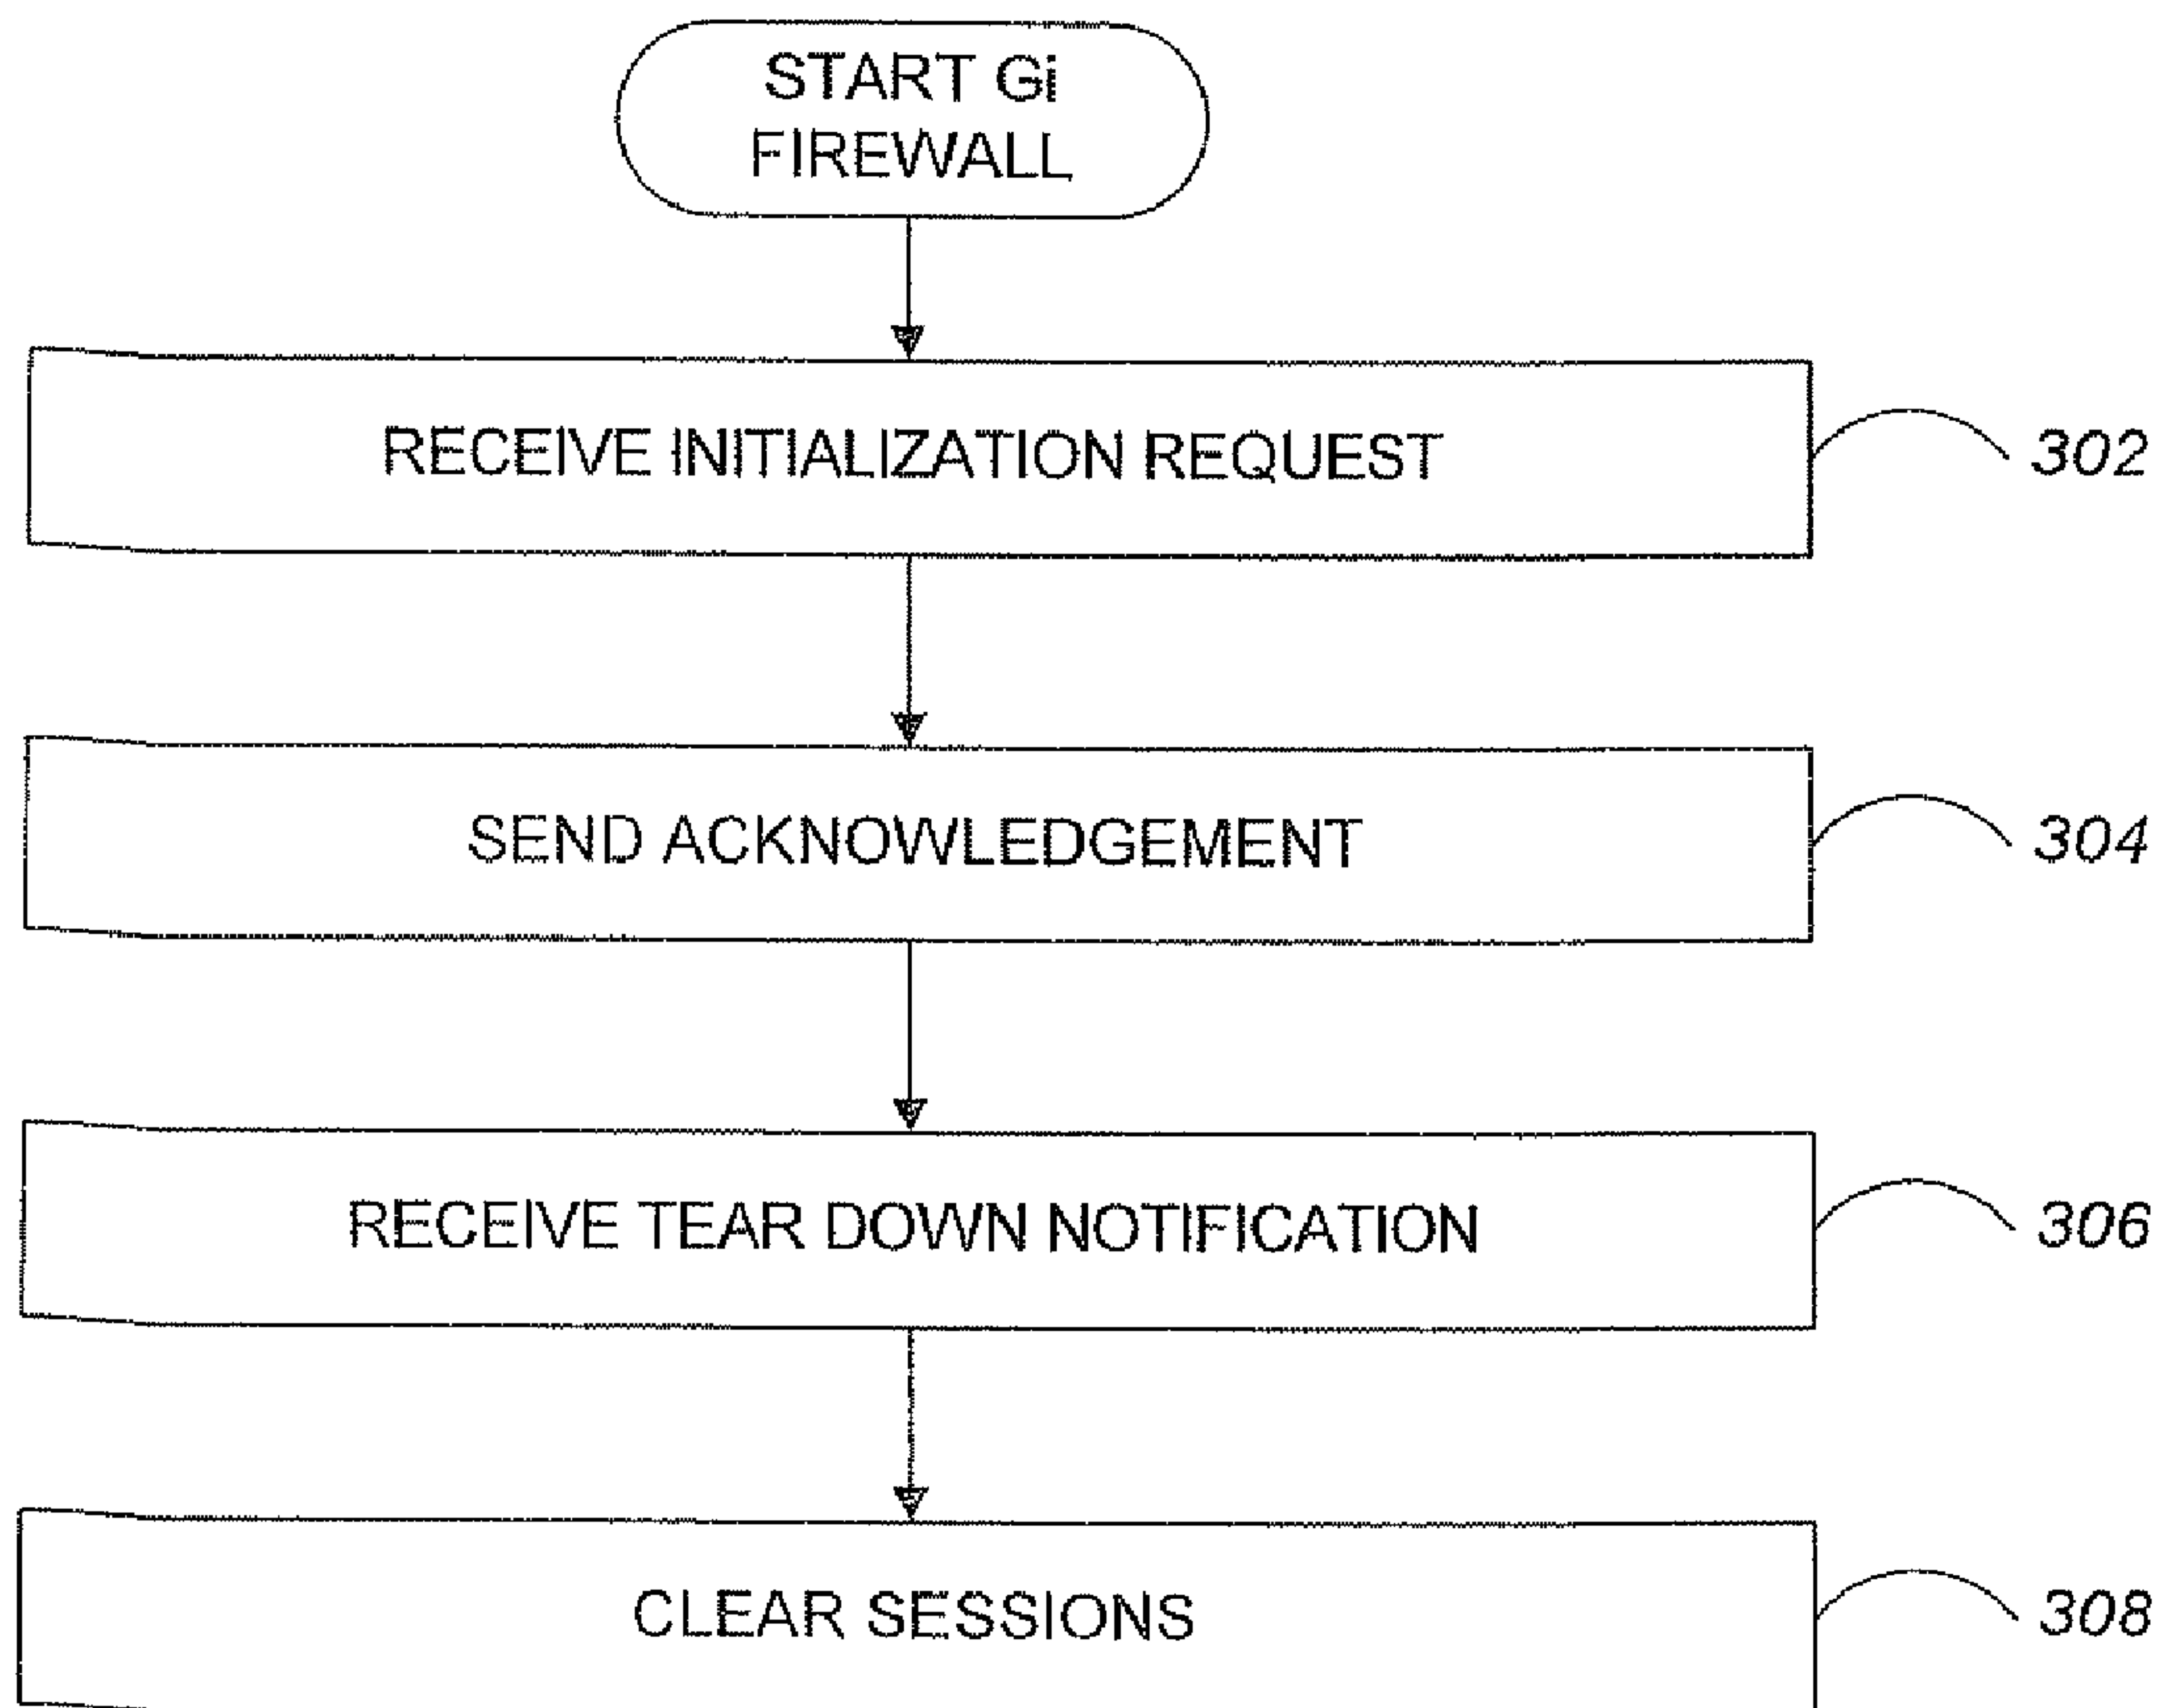 START Gi
FIREWALL
RECEIVE INITIALIZATION REQUEST
302
SEND ACKNOWLEDGEMENT
304
RECEIVE TEAR DOWN NOTIFICATION
306
CLEAR SESSIONS
308